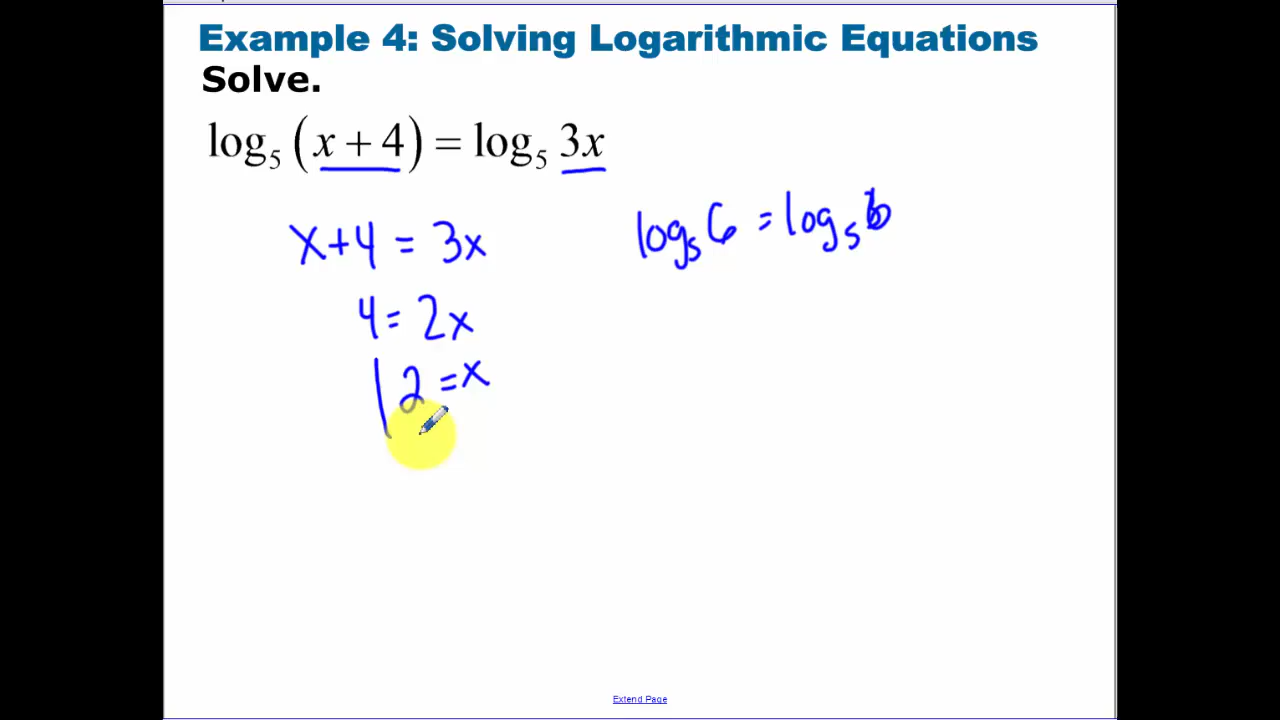 Example 4: Solving Logarithmic Equations
Solve.
log₅ (x + 4) = log₅ 3x
x+4 = 3x
log₅ 6 = log₅ 6
4 = 2x
2 = x
Extend Page